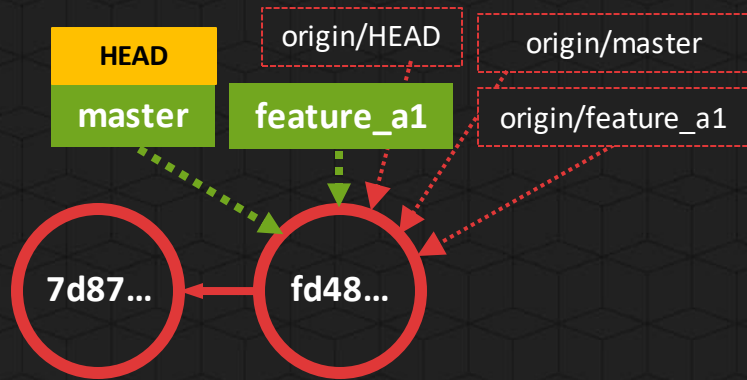 HEAD
master
feature_a1
origin/HEAD
origin/master
origin/feature_a1
7d87...
fd48...